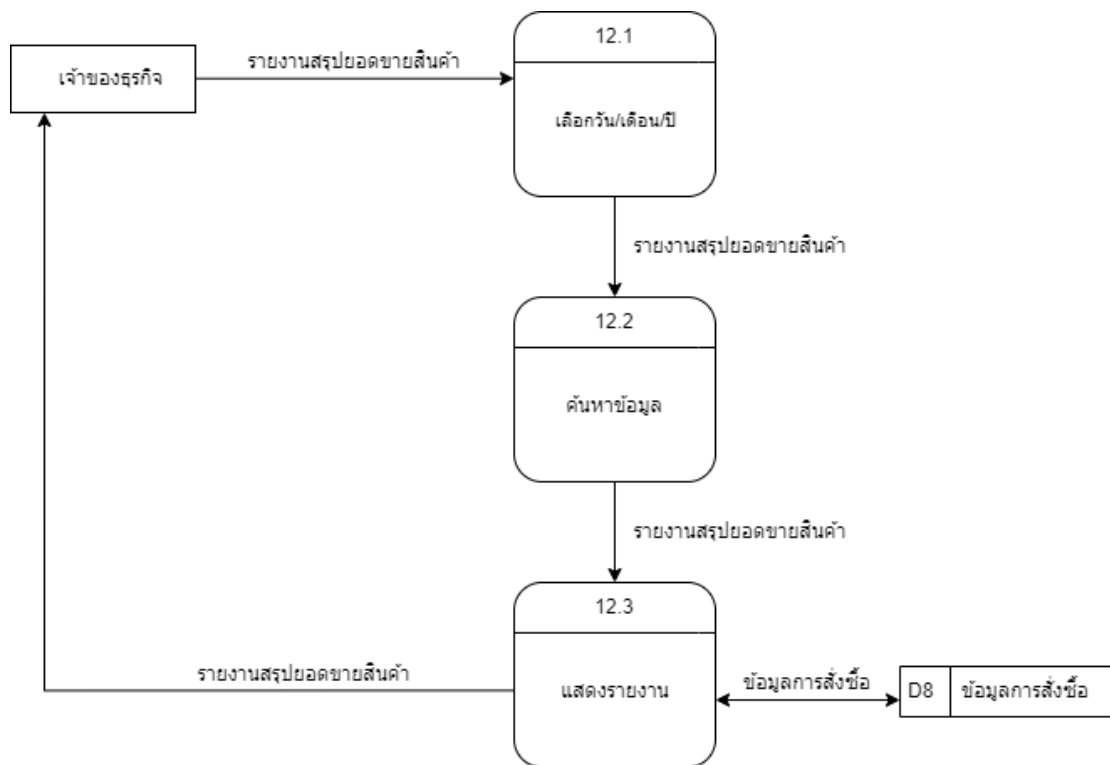 12.1
เจ้าของธุรกิจ
รายงานสรุปยอดขายสินค้า
เลือกวัน/เดือน/ปี
รายงานสรุปยอดขายสินค้า
12.2
ค้นหาข้อมูล
รายงานสรุปยอดขายสินค้า
12.3
รายงานสรุปยอดขายสินค้า
แสดงรายงาน
ข้อมูลการสั่งซื้อ
D8
ข้อมูลการสั่งซื้อ